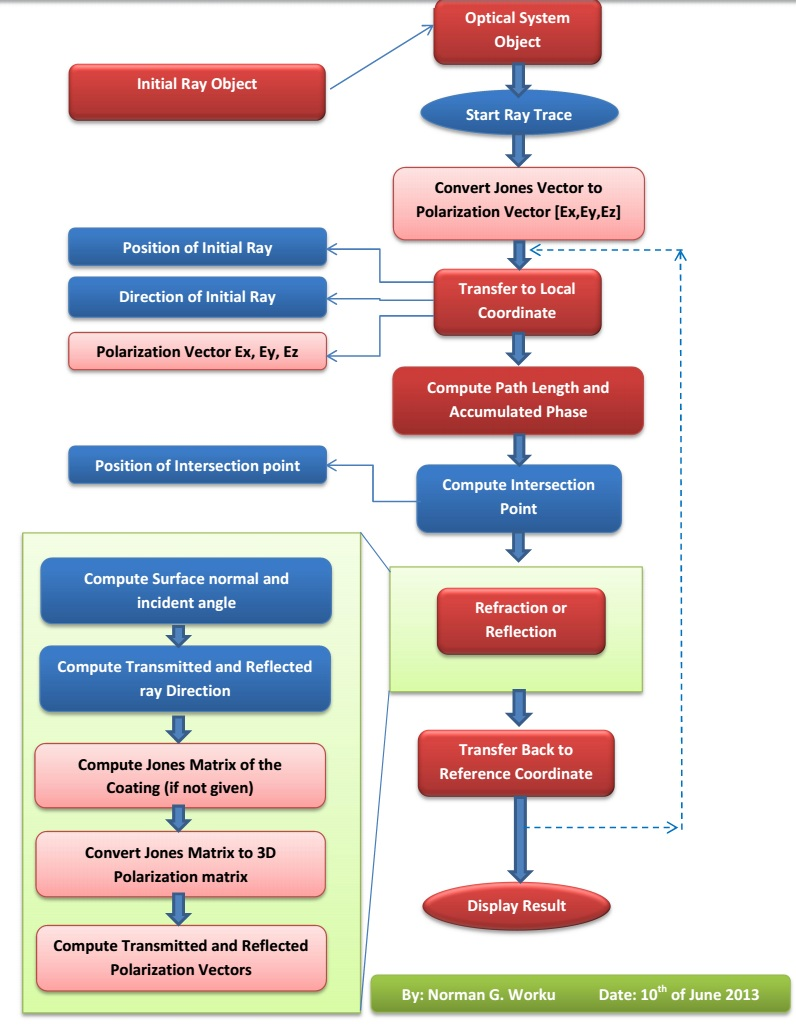 Optical System
Object
Initial Ray Object
Start Ray Trace
Convert Jones Vector to
Polarization Vector [Ex,Ey,Ez]
Position of Initial Ray
Direction of Initial Ray
Polarization Vector Ex, Ey, Ez
Transfer to Local
Coordinate
Compute Path Length and
Accumulated Phase
Position of Intersection point
Compute Intersection
Point
Refraction or
Reflection
Compute Surface normal and
incident angle
Compute Transmitted and Reflected
ray Direction
Compute Jones Matrix of the
Coating (if not given)
Convert Jones Matrix to 3D
Polarization matrix
Compute Transmitted and Reflected
Polarization Vectors
Transfer Back to
Reference Coordinate
Display Result
By: Norman G. Worku Date: 10th of June 2013